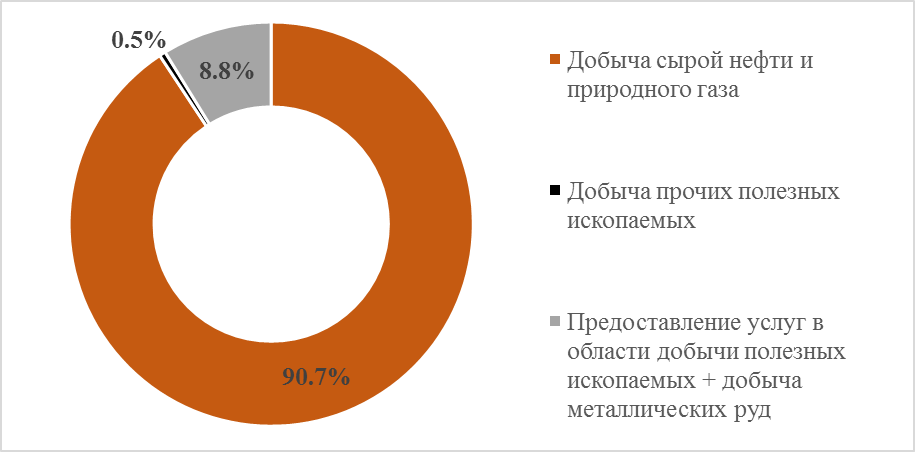 0.5%
8.8%
90.7%
Добыча сырой нефти и
природного газа
Добыча прочих полезных
ископаемых
Предоставление услуг в
области добычи полезных
ископаемых + добыча
металлических руд